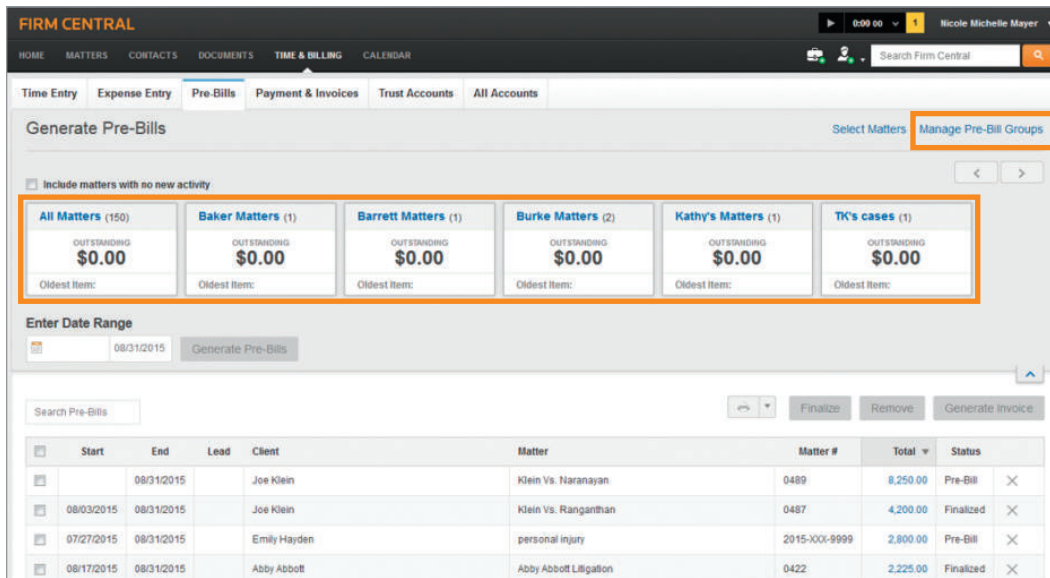 FIRM CENTRAL 0:00 00 1 Nicole Michelle Mayer
HOME MATTERS CONTACTS DOCUMENTS TIME & BILLING CALENDAR Search Firm Central
Time Entry Expense Entry Pre-Bills Payment & Invoices Trust Accounts All Accounts
Generate Pre-Bills Select Matters Manage Pre-Bill Groups
< >
Include matters with no new activity
All Matters (150) Baker Matters (1) Barrett Matters (1) Burke Matters (2) Kathy's Matters (1) TK's cases (1)
OUTSTANDING OUTSTANDING OUTSTANDING OUTSTANDING OUTSTANDING OUTSTANDING
$0.00 $0.00 $0.00 $0.00 $0.00 $0.00
Oldest Item: Oldest Item: Oldest Item: Oldest Item: Oldest Item: Oldest Item:
Enter Date Range
08/31/2015 Generate Pre-Bills
Search Pre-Bills Finalize Remove Generate Invoice
Start End Lead Client Matter Matter # Total Status
08/31/2015 Joe Klein Klein Vs. Naranayan 0489 8,250.00 Pre-Bill
08/03/2015 08/31/2015 Joe Klein Klein Vs. Ranganthan 0487 4,200.00 Finalized
07/27/2015 08/31/2015 Emily Hayden personal injury 2015-XXX-9999 2,800.00 Pre-Bill
08/17/2015 08/31/2015 Abby Abbott Abby Abbott Litigation 0422 2,225.00 Finalized